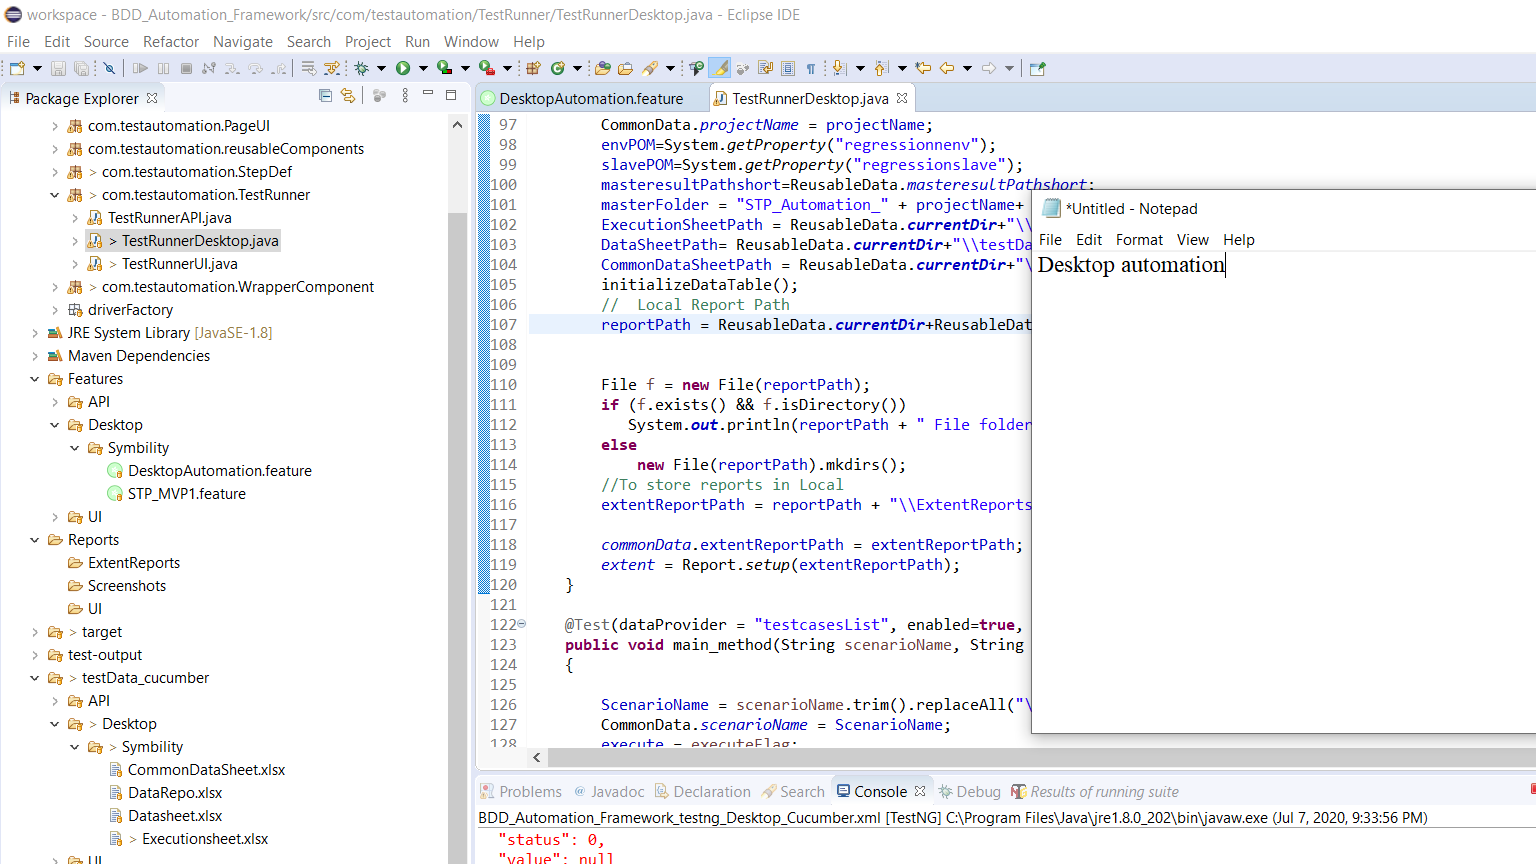 workspace - BDD_Automation_Framework/src/com/testautomation/TestRunner/TestRunnerDesktop.java - Eclipse IDE
File Edit Source Refactor Navigate Search Project Run Window Help
Package Explorer
com.testautomation.PageUI
com.testautomation.reusableComponents
> com.testautomation.StepDef
> com.testautomation.TestRunner
TestRunnerAPI.java
> TestRunnerDesktop.java
> TestRunnerUI.java
> com.testautomation.WrapperComponent
driverFactory
JRE System Library [JavaSE-1.8]
Maven Dependencies
Features
API
Desktop
Symbility
DesktopAutomation.feature
STP_MVP1.feature
UI
Reports
ExtentReports
Screenshots
UI
> target
test-output
> testData_cucumber
API
> Desktop
> Symbility
CommonDataSheet.xlsx
DataRepo.xlsx
Datasheet.xlsx
> Executionsheet.xlsx
UI
DesktopAutomation.feature TestRunnerDesktop.java
97 CommonData.projectName = projectName;
98 envPOM=System.getProperty("regressionnenv");
99 slavePOM=System.getProperty("regressionslave");
100 masteresultPathshort=ReusableData.masteresultPathshort;
101 masterFolder = "STP_Automation_" + projectName+
102 ExecutionSheetPath = ReusableData.currentDir+"\\
103 DataSheetPath= ReusableData.currentDir+"\\testDa
104 CommonDataSheetPath = ReusableData.currentDir+"\
105 initializeDataTable();
106 // Local Report Path
107 reportPath = ReusableData.currentDir+ReusableDat
108
109
110 File f = new File(reportPath);
111 if (f.exists() && f.isDirectory())
112 System.out.println(reportPath + " File folder
113 else
114 new File(reportPath).mkdirs();
115 //To store reports in Local
116 extentReportPath = reportPath + "\\ExtentReports
117
118 commonData.extentReportPath = extentReportPath;
119 extent = Report.setup(extentReportPath);
120 }
121
122 @Test(dataProvider = "testcasesList", enabled=true,
123 public void main_method(String scenarioName, String
124 {
125
126 ScenarioName = scenarioName.trim().replaceAll("\
127 CommonData.scenarioName = ScenarioName;
128 execute = executeFlag;
*Untitled - Notepad
File Edit Format View Help
Desktop automation
Problems @ Javadoc Declaration Search Console Debug Results of running suite
BDD_Automation_Framework_testng_Desktop_Cucumber.xml [TestNG] C:\Program Files\Java\jre1.8.0_202\bin\javaw.exe (Jul 7, 2020, 9:33:56 PM)
"status": 0,
"value": null